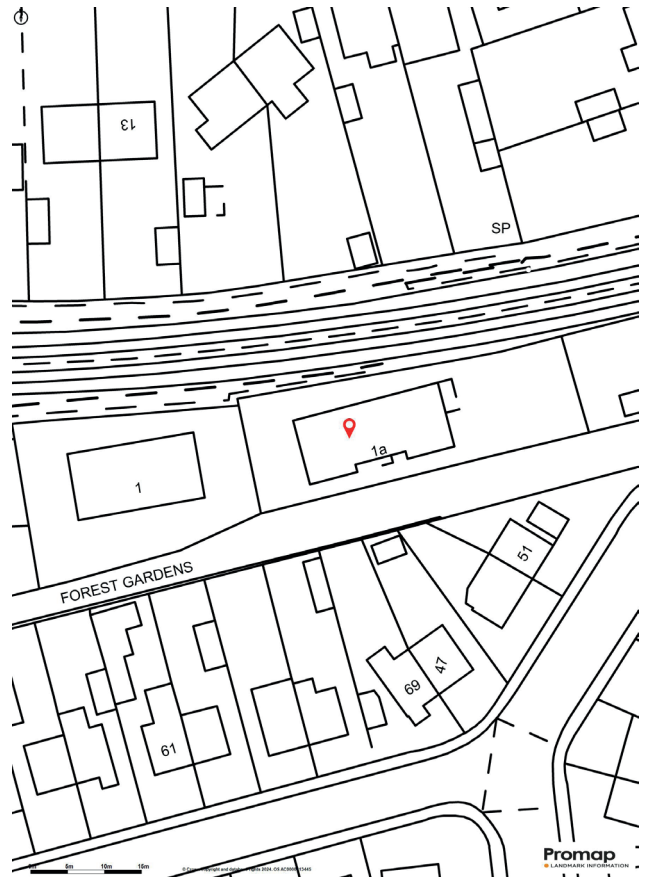 13
SP
1a
1
FOREST GARDENS
51
47
69
61
0m 5m 10m 15m
Promap
LANDMARK INFORMATION